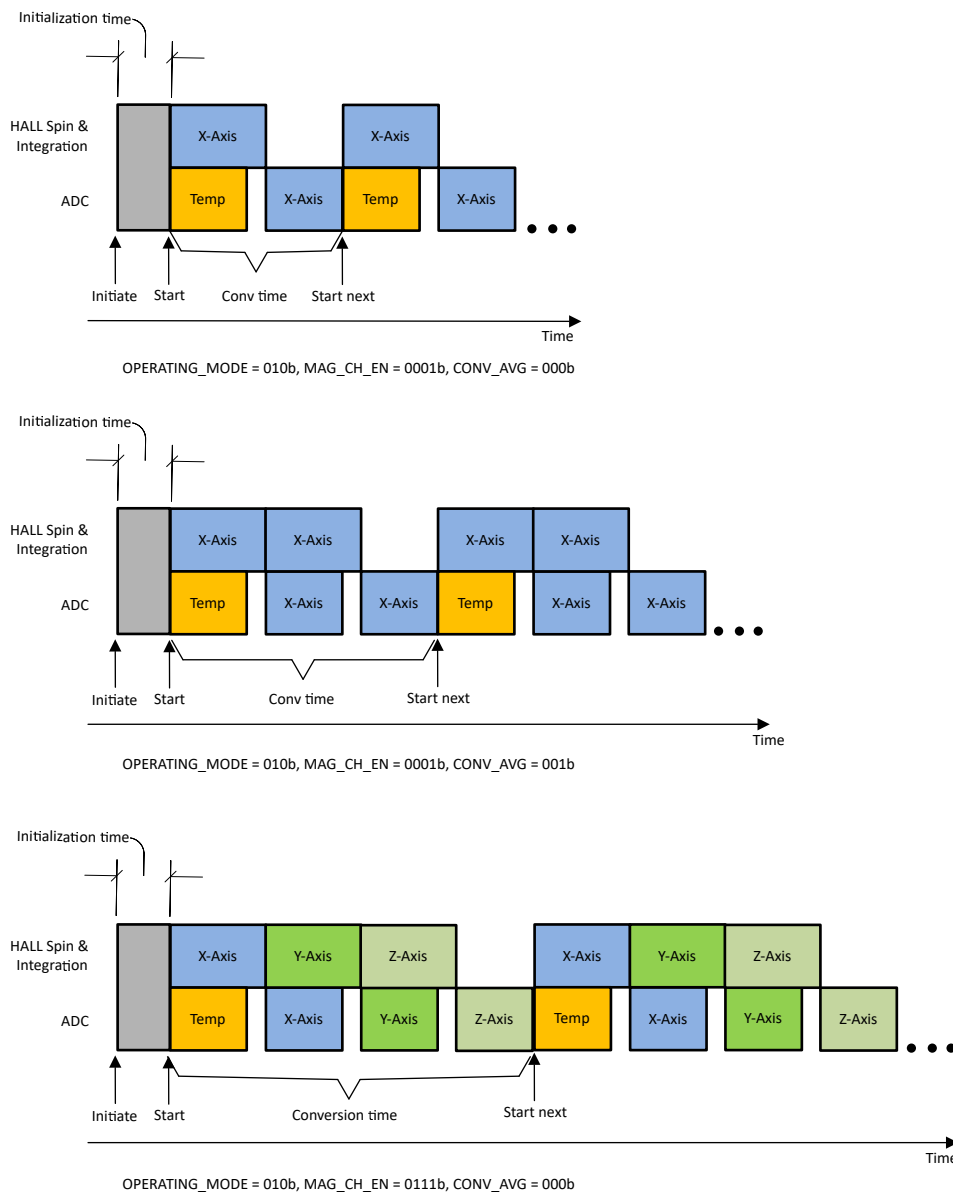 Initialization time
HALL Spin &
Integration
X-Axis
X-Axis
ADC
Temp
X-Axis
Temp
X-Axis
Initiate
Start
Conv time
Start next
Time
OPERATING_MODE = 010b, MAG_CH_EN = 0001b, CONV_AVG = 000b
Initialization time
HALL Spin &
Integration
X-Axis
X-Axis
X-Axis
X-Axis
ADC
Temp
X-Axis
X-Axis
Temp
X-Axis
X-Axis
Initiate
Start
Conv time
Start next
Time
OPERATING_MODE = 010b, MAG_CH_EN = 0001b, CONV_AVG = 001b
Initialization time
HALL Spin &
Integration
X-Axis
Y-Axis
Z-Axis
X-Axis
Y-Axis
Z-Axis
ADC
Temp
X-Axis
Y-Axis
Z-Axis
Temp
X-Axis
Y-Axis
Z-Axis
Initiate
Start
Conversion time
Start next
Time
OPERATING_MODE = 010b, MAG_CH_EN = 0111b, CONV_AVG = 000b